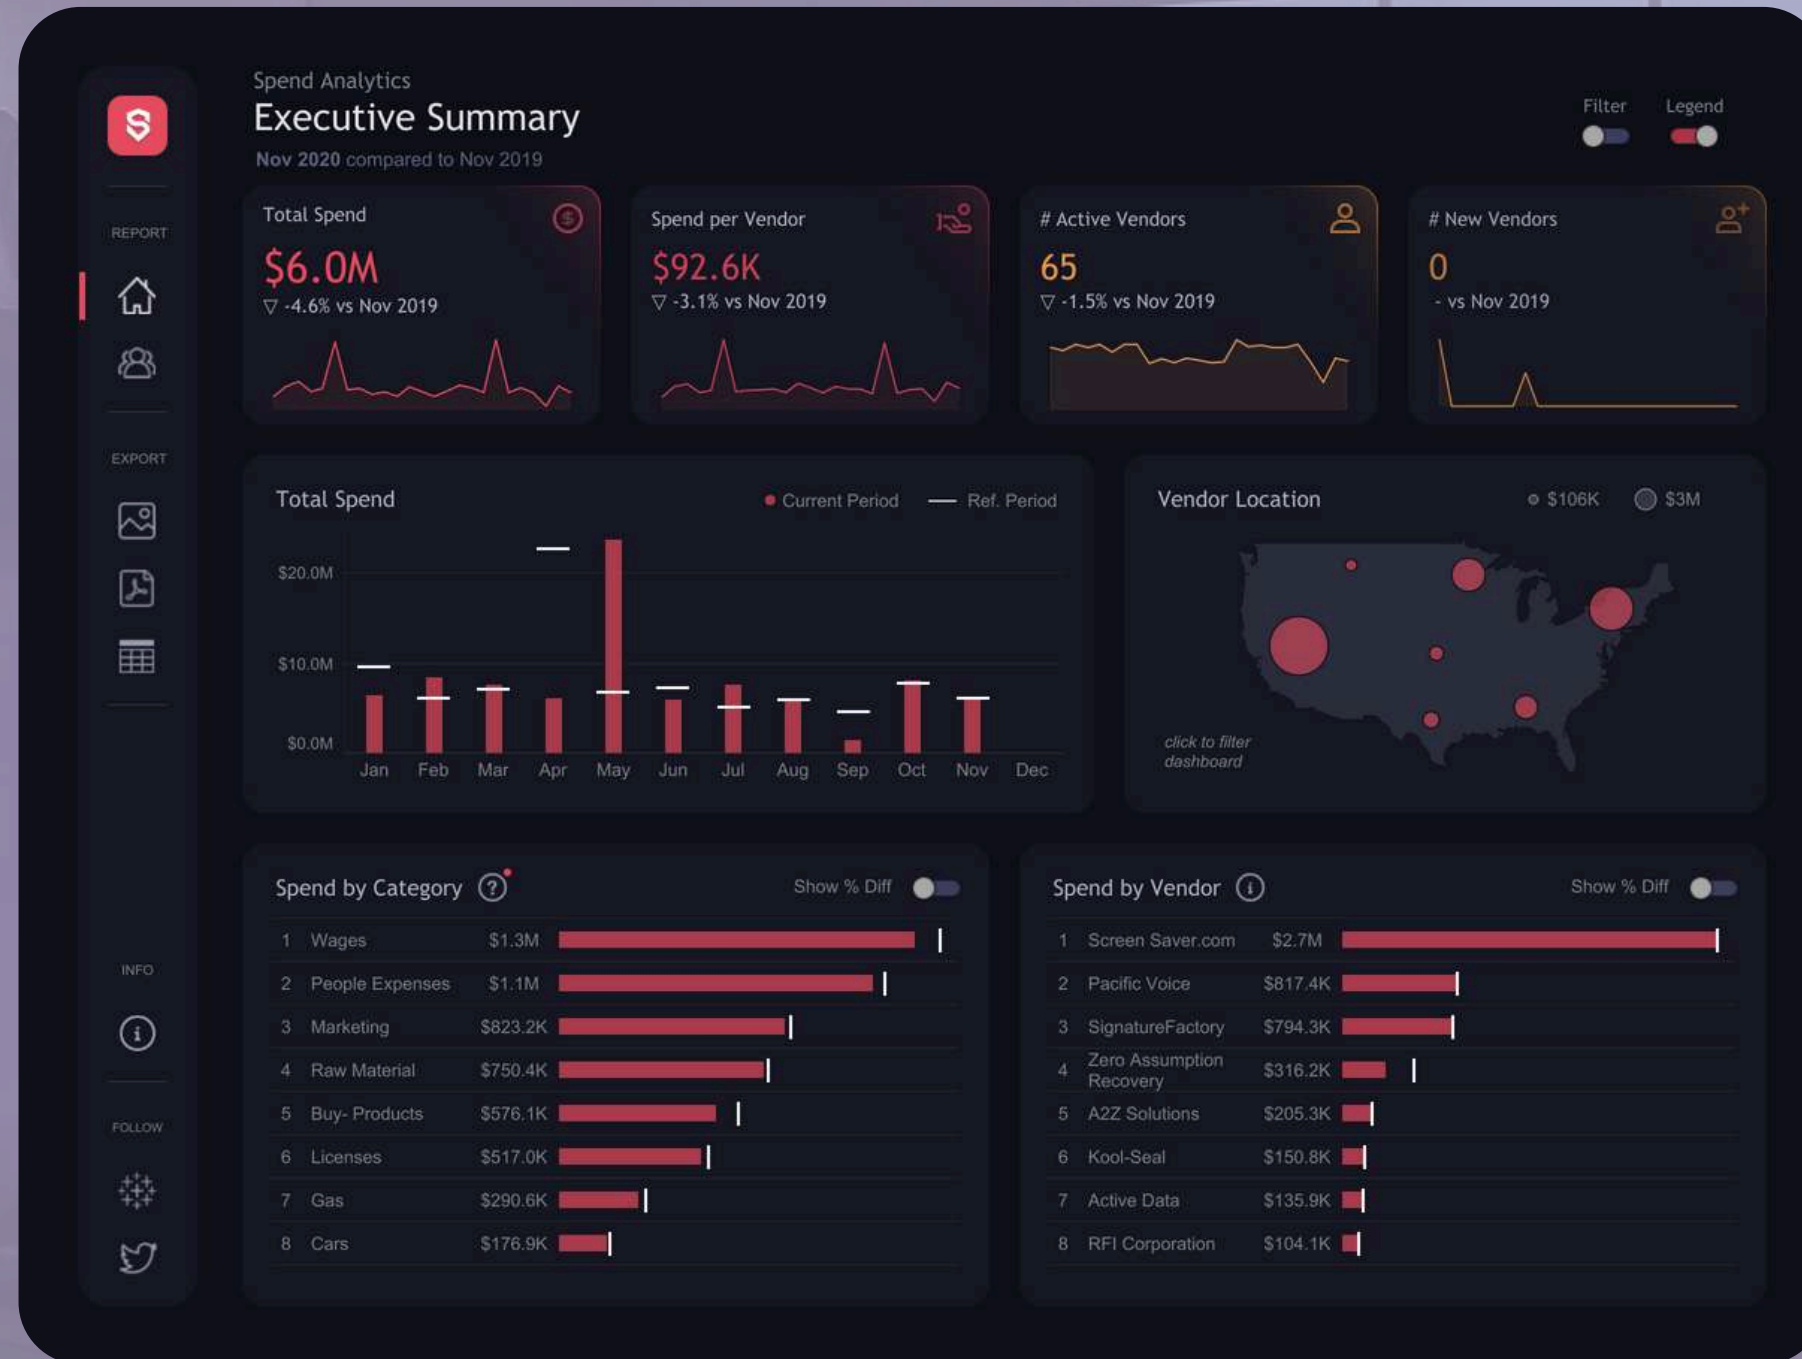 Spend Analytics
Executive Summary
Nov 2020 compared to Nov 2019
Filter
Legend
REPORT
EXPORT
INFO
FOLLOW
Total Spend
$6.0M
▽ -4.6% vs Nov 2019
Spend per Vendor
$92.6K
▽ -3.1% vs Nov 2019
# Active Vendors
65
▽ -1.5% vs Nov 2019
# New Vendors
0
- vs Nov 2019
Total Spend
Current Period
Ref. Period
$20.0M
$10.0M
$0.0M
Jan Feb Mar Apr May Jun Jul Aug Sep Oct Nov Dec
Vendor Location
$106K
$3M
click to filter
dashboard
Spend by Category
Show % Diff
1 Wages $1.3M
2 People Expenses $1.1M
3 Marketing $823.2K
4 Raw Material $750.4K
5 Buy- Products $576.1K
6 Licenses $517.0K
7 Gas $290.6K
8 Cars $176.9K
Spend by Vendor
Show % Diff
1 Screen Saver.com $2.7M
2 Pacific Voice $817.4K
3 SignatureFactory $794.3K
4 Zero Assumption
Recovery $316.2K
5 A2Z Solutions $205.3K
6 Kool-Seal $150.8K
7 Active Data $135.9K
8 RFI Corporation $104.1K